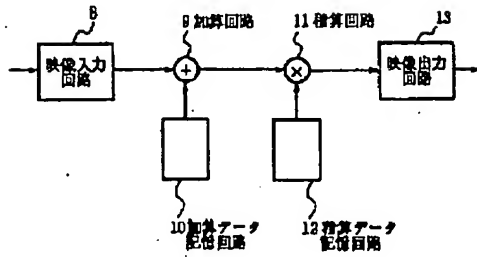 8
9 加算回路
11 積算回路
13
映像入力
回路
+
×
映像出力
回路
10 加算データ
記憶回路
12 積算データ
記憶回路